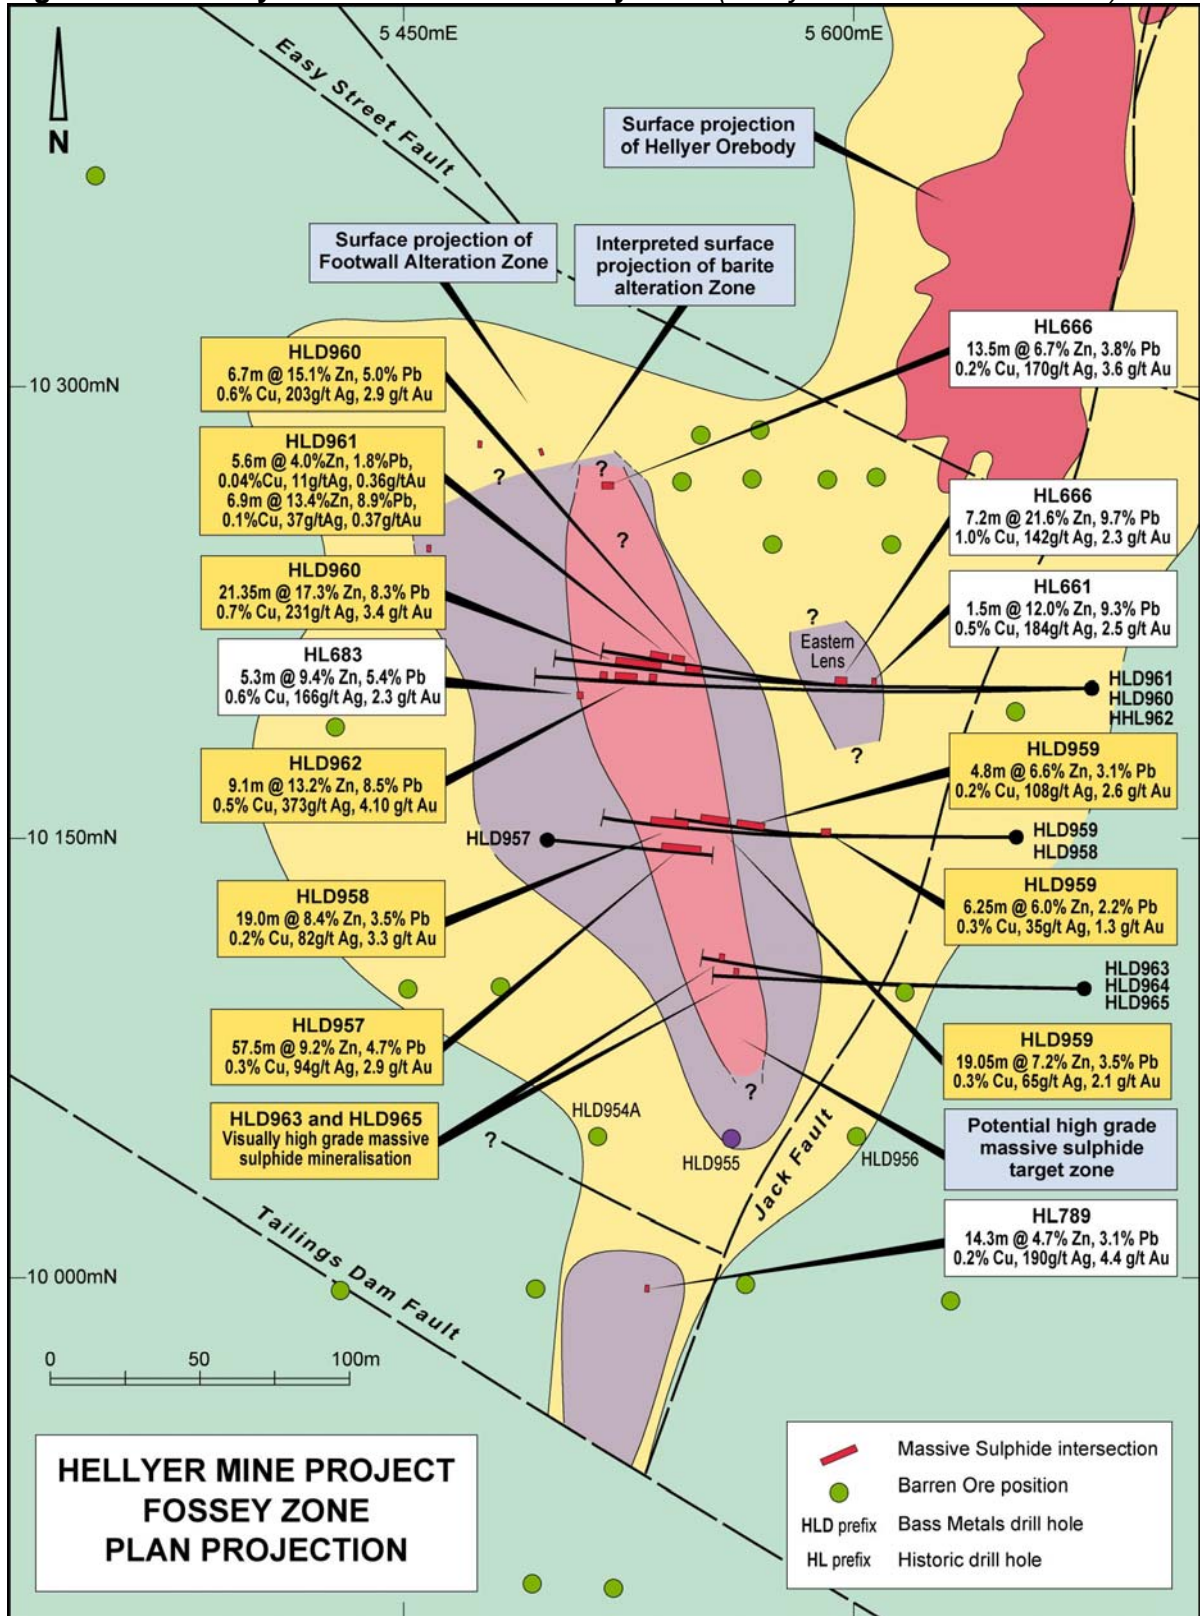 5 450mE
5 600mE
N
Easy Street Fault
Surface projection
of Hellyer Orebody
Surface projection of
Footwall Alteration Zone
Interpreted surface
projection of barite
alteration Zone
HLD960
6.7m @ 15.1% Zn, 5.0% Pb
0.6% Cu, 203g/t Ag, 2.9 g/t Au
HL666
13.5m @ 6.7% Zn, 3.8% Pb
0.2% Cu, 170g/t Ag, 3.6 g/t Au
10 300mN
HLD961
5.6m @ 4.0%Zn, 1.8%Pb,
0.04%Cu, 11g/tAg, 0.36g/tAu
6.9m @ 13.4%Zn, 8.9%Pb,
0.1%Cu, 37g/tAg, 0.37g/tAu
?
?
?
HL666
7.2m @ 21.6% Zn, 9.7% Pb
1.0% Cu, 142g/t Ag, 2.3 g/t Au
HLD960
21.35m @ 17.3% Zn, 8.3% Pb
0.7% Cu, 231g/t Ag, 3.4 g/t Au
HL661
1.5m @ 12.0% Zn, 9.3% Pb
0.5% Cu, 184g/t Ag, 2.5 g/t Au
?
Eastern
Lens
?
HL683
5.3m @ 9.4% Zn, 5.4% Pb
0.6% Cu, 166g/t Ag, 2.3 g/t Au
HLD961
HLD960
HHL962
HLD962
9.1m @ 13.2% Zn, 8.5% Pb
0.5% Cu, 373g/t Ag, 4.10 g/t Au
HLD959
4.8m @ 6.6% Zn, 3.1% Pb
0.2% Cu, 108g/t Ag, 2.6 g/t Au
10 150mN
HLD957
HLD959
HLD958
HLD958
19.0m @ 8.4% Zn, 3.5% Pb
0.2% Cu, 82g/t Ag, 3.3 g/t Au
HLD959
6.25m @ 6.0% Zn, 2.2% Pb
0.3% Cu, 35g/t Ag, 1.3 g/t Au
HLD963
HLD964
HLD965
HLD957
57.5m @ 9.2% Zn, 4.7% Pb
0.3% Cu, 94g/t Ag, 2.9 g/t Au
HLD959
19.05m @ 7.2% Zn, 3.5% Pb
0.3% Cu, 65g/t Ag, 2.1 g/t Au
HLD963 and HLD965
Visually high grade massive
sulphide mineralisation
?
HLD954A
?
HLD955
HLD956
Jack Fault
Potential high grade
massive sulphide
target zone
HL789
14.3m @ 4.7% Zn, 3.1% Pb
0.2% Cu, 190g/t Ag, 4.4 g/t Au
Tailings Dam Fault
10 000mN
0 50 100m
HELLYER MINE PROJECT
FOSSEY ZONE
PLAN PROJECTION
Massive Sulphide intersection
Barren Ore position
HLD prefix Bass Metals drill hole
HL prefix Historic drill hole